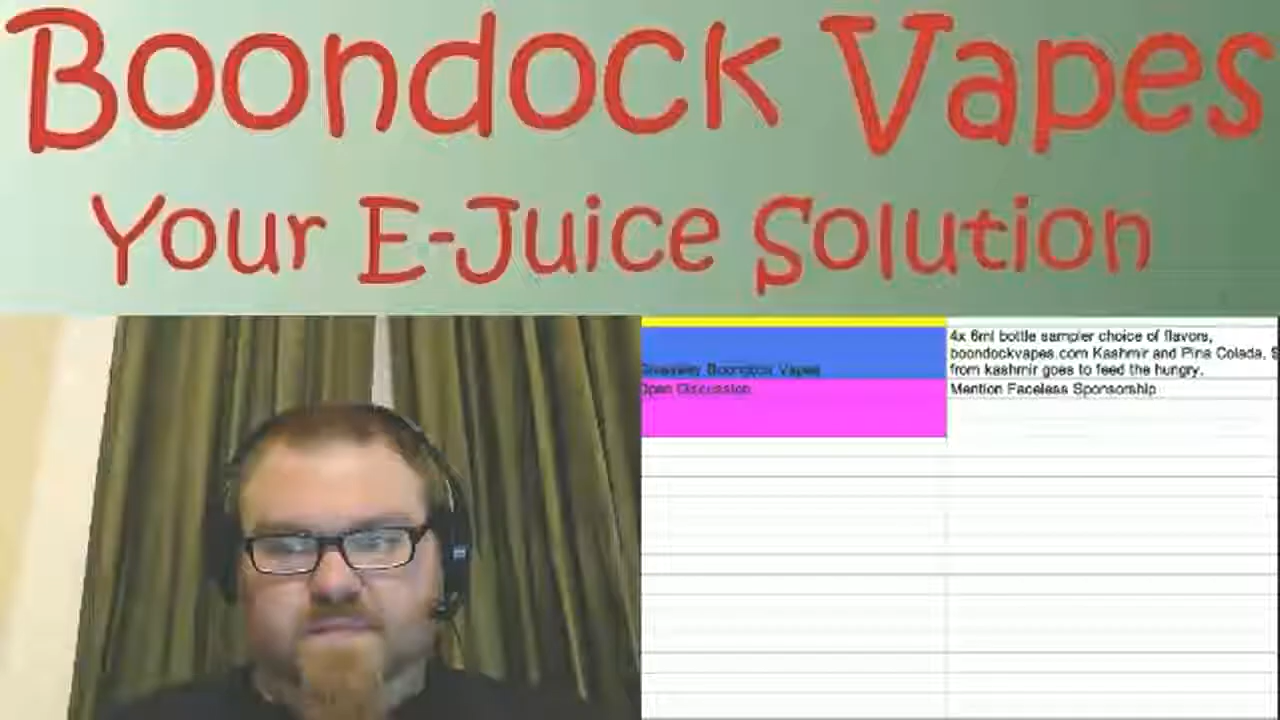 Boondock Vapes
Your E-Juice Solution
4x 6ml bottle sampler choice of flavors,
boondockvapes.com Kashmir and Pina Colada, $
from kashmir goes to feed the hungry.
Giveaway Boondock Vapes
Open Discussion
Mention Faceless Sponsorship